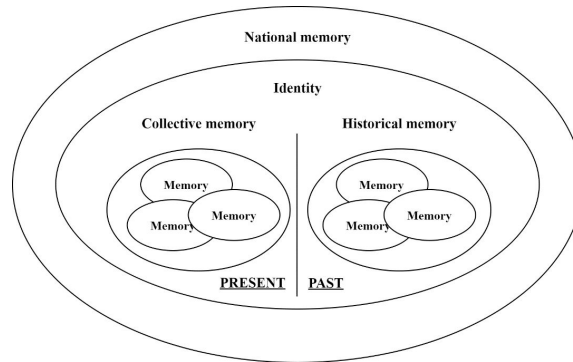 National memory
Identity
Collective memory
Historical memory
Memory
Memory
Memory
Memory
Memory
Memory
PRESENT
PAST